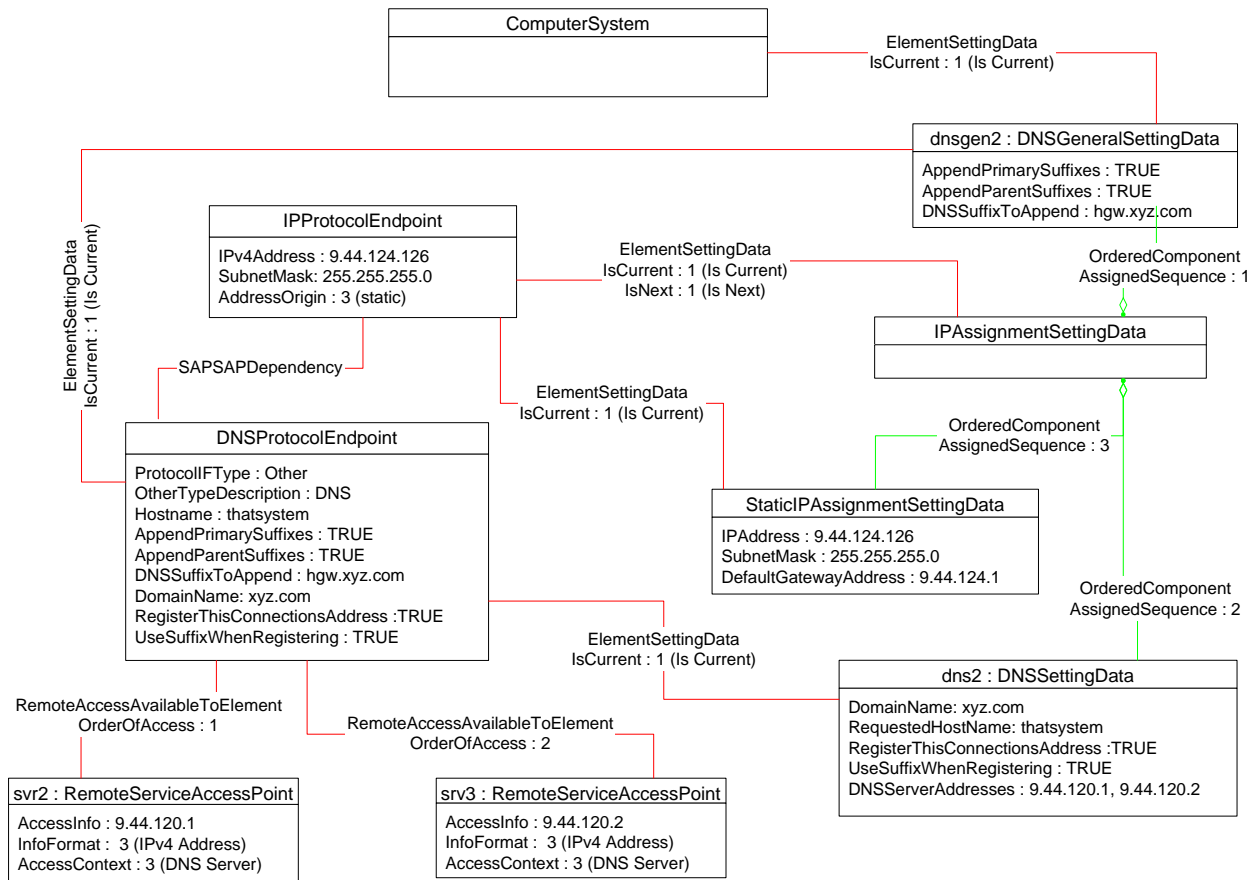 ComputerSystem
ElementSettingData
IsCurrent : 1 (Is Current)
dnsgen2 : DNSGeneralSettingData
AppendPrimarySuffixes : TRUE
AppendParentSuffixes : TRUE
DNSSuffixToAppend : hgw.xyz.com
ElementSettingData
IsCurrent : 1 (Is Current)
IPProtocolEndpoint
IPv4Address : 9.44.124.126
SubnetMask: 255.255.255.0
AddressOrigin : 3 (static)
ElementSettingData
IsCurrent : 1 (Is Current)
IsNext : 1 (Is Next)
OrderedComponent
AssignedSequence : 1
IPAssignmentSettingData
SAPSAPDependency
ElementSettingData
IsCurrent : 1 (Is Current)
OrderedComponent
AssignedSequence : 3
DNSProtocolEndpoint
ProtocolIFType : Other
OtherTypeDescription : DNS
Hostname : thatsystem
AppendPrimarySuffixes : TRUE
AppendParentSuffixes : TRUE
DNSSuffixToAppend : hgw.xyz.com
DomainName: xyz.com
RegisterThisConnectionsAddress :TRUE
UseSuffixWhenRegistering : TRUE
StaticIPAssignmentSettingData
IPAddress : 9.44.124.126
SubnetMask : 255.255.255.0
DefaultGatewayAddress : 9.44.124.1
OrderedComponent
AssignedSequence : 2
ElementSettingData
IsCurrent : 1 (Is Current)
dns2 : DNSSettingData
DomainName: xyz.com
RequestedHostName: thatsystem
RegisterThisConnectionsAddress :TRUE
UseSuffixWhenRegistering : TRUE
DNSServerAddresses : 9.44.120.1, 9.44.120.2
RemoteAccessAvailableToElement
OrderOfAccess : 1
RemoteAccessAvailableToElement
OrderOfAccess : 2
svr2 : RemoteServiceAccessPoint
AccessInfo : 9.44.120.1
InfoFormat : 3 (IPv4 Address)
AccessContext : 3 (DNS Server)
srv3 : RemoteServiceAccessPoint
AccessInfo : 9.44.120.2
InfoFormat : 3 (IPv4 Address)
AccessContext : 3 (DNS Server)